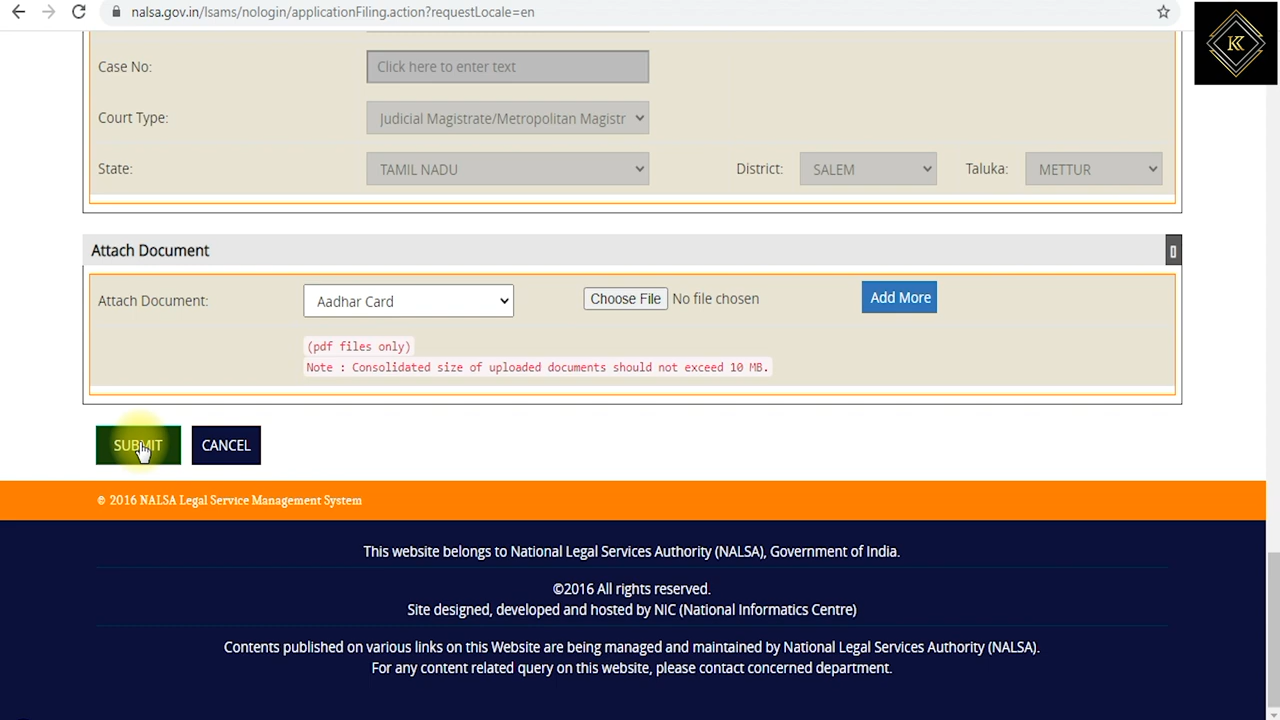 nalsa.gov.in/lsams/nologin/applicationFiling.action?requestLocale=en
K
Case No: Click here to enter text
Court Type: Judicial Magistrate/Metropolitan Magistr
State: TAMIL NADU District: SALEM Taluka: METTUR
Attach Document
Attach Document: Aadhar Card Choose File No file chosen Add More
(pdf files only)
Note : Consolidated size of uploaded documents should not exceed 10 MB.
SUBMIT CANCEL
© 2016 NALSA Legal Service Management System
This website belongs to National Legal Services Authority (NALSA), Government of India.
©2016 All rights reserved.
Site designed, developed and hosted by NIC (National Informatics Centre)
Contents published on various links on this Website are being managed and maintained by National Legal Services Authority (NALSA).
For any content related query on this website, please contact concerned department.